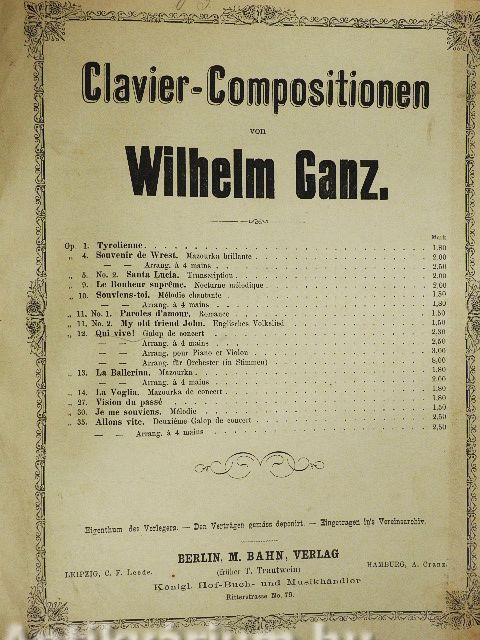 Clavier-Compositionen
von
Wilhelm Ganz.
Mark
Op. 1. Tyrolienne 1,80
„ 4. Souvenir de Wrest. Mazourka brillante 2,00
— — Arrang. à 4 mains 2,50
„ 5. No. 2. Santa Lucia. Transcription 2,00
„ 9. Le Bonheur suprême. Nocturne mélodique 2,00
„ 10. Souviens-toi. Mélodie chantante 1,80
— — Arrang. à 4 mains 1,80
„ 11. No. 1. Paroles d'amour. Romance 1,50
„ 11. No. 2. My old friend John. Englisches Volkslied 1,50
„ 12. Qui vive! Galop de concert
— — Arrang. à 4 mains 2,50
— — Arrang. pour Piano et Violon 3,00
— — Arrang. für Orchester (in Stimmen)
„ 13. La Ballerina. Mazourka 1,80
— — Arrang. à 4 mains 2,00
„ 14. La Voglia. Mazourka de concert 1,80
„ 27. Vision du passé 1,80
„ 30. Je me souviens. Mélodie 1,50
„ 35. Allons vite. Deuxième Galop de concert 2,50
— — Arrang. à 4 mains 2,50
Eigenthum des Verlegers. — Den Verträgen gemäss deponirt. — Eingetragen in's Vereinsarchiv.
BERLIN, M. BAHN, VERLAG
LEIPZIG, C. F. Leede. (früher T. Trautwein) HAMBURG, A. Cranz.
Königl. Hof-Buch- und Musikhändler
Ritterstrasse No. 79.